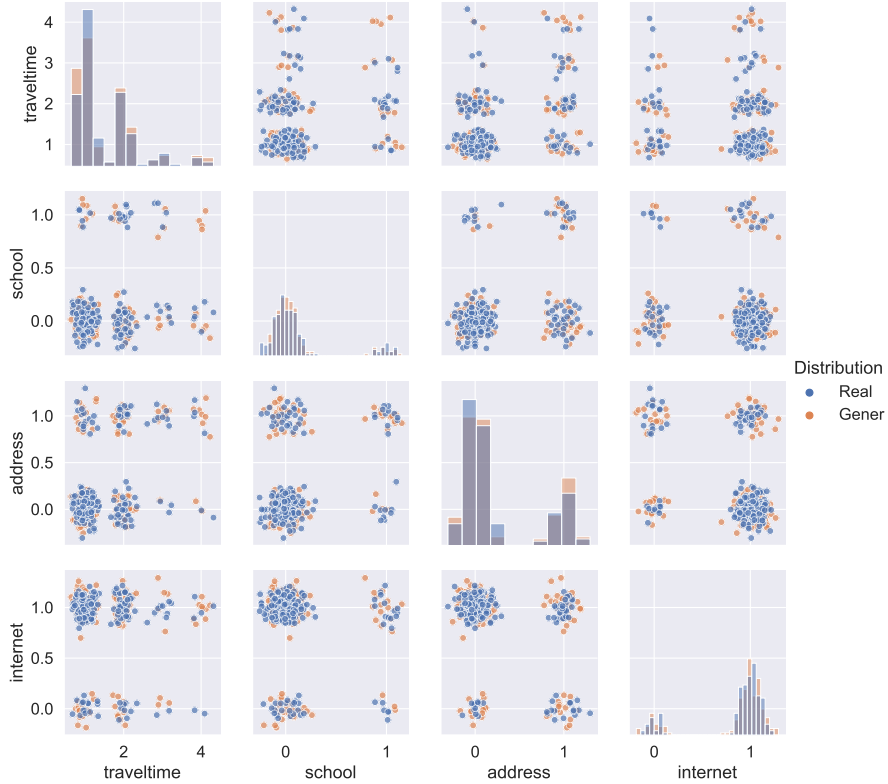 4
3
2
1
traveltime
1.0
0.5
0.0
school
Distribution
Real
Gener
1.0
0.5
0.0
address
1.0
0.5
0.0
internet
2 4 0 1 0 1 0 1
traveltime school address internet